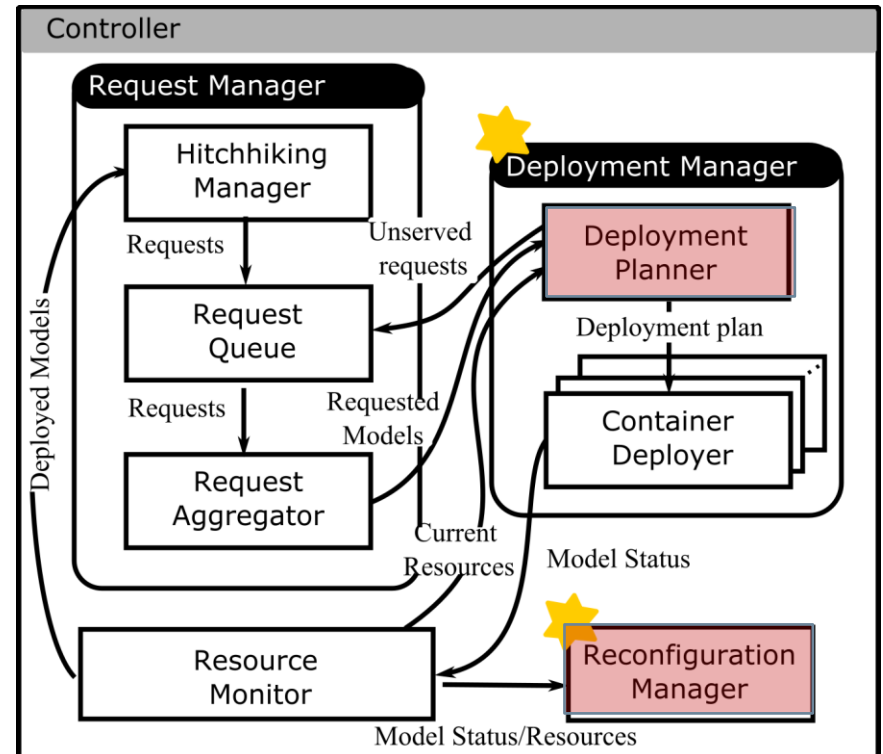 Controller
Request Manager
Hitchhiking
Manager
Requests
Request
Queue
Requests
Request
Aggregator
Deployed Models
Unserved
requests
Requested
Models
Current
Resources
Deployment Manager
Deployment
Planner
Deployment plan
Container
Deployer
Model Status
Resource
Monitor
Reconfiguration
Manager
Model Status/Resources